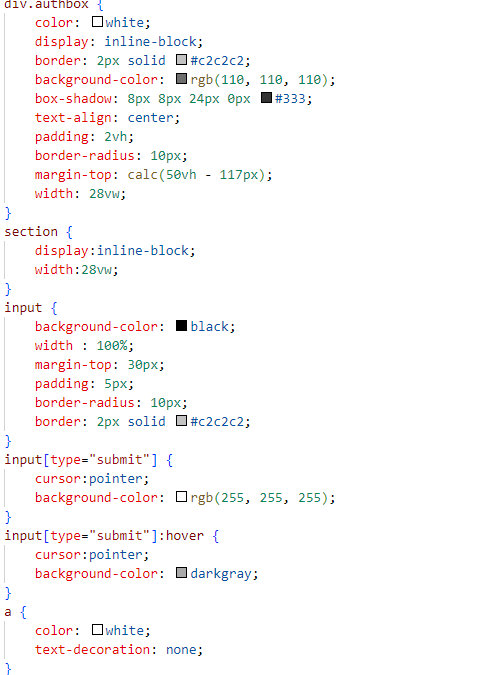 div.authbox {
color: white;
display: inline-block;
border: 2px solid #c2c2c2;
background-color: rgb(110, 110, 110);
box-shadow: 8px 8px 24px 0px #333;
text-align: center;
padding: 2vh;
border-radius: 10px;
margin-top: calc(50vh - 117px);
width: 28vw;
}
section {
display:inline-block;
width:28vw;
}
input {
background-color: black;
width : 100%;
margin-top: 30px;
padding: 5px;
border-radius: 10px;
border: 2px solid #c2c2c2;
}
input[type="submit"] {
cursor:pointer;
background-color: rgb(255, 255, 255);
}
input[type="submit"]:hover {
cursor:pointer;
background-color: darkgray;
}
a {
color: white;
text-decoration: none;
}